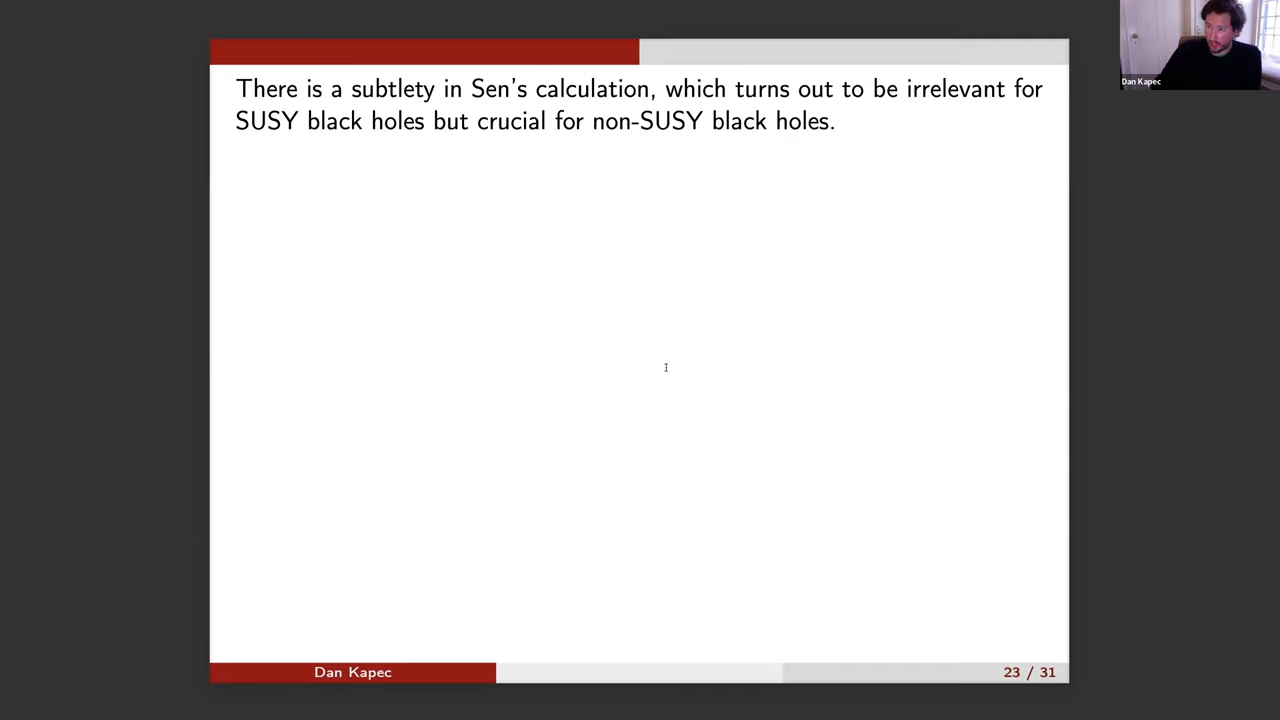 There is a subtlety in Sen's calculation, which turns out to be irrelevant for
SUSY black holes but crucial for non-SUSY black holes.
Dan Kapec
Dan Kapec
23 / 31